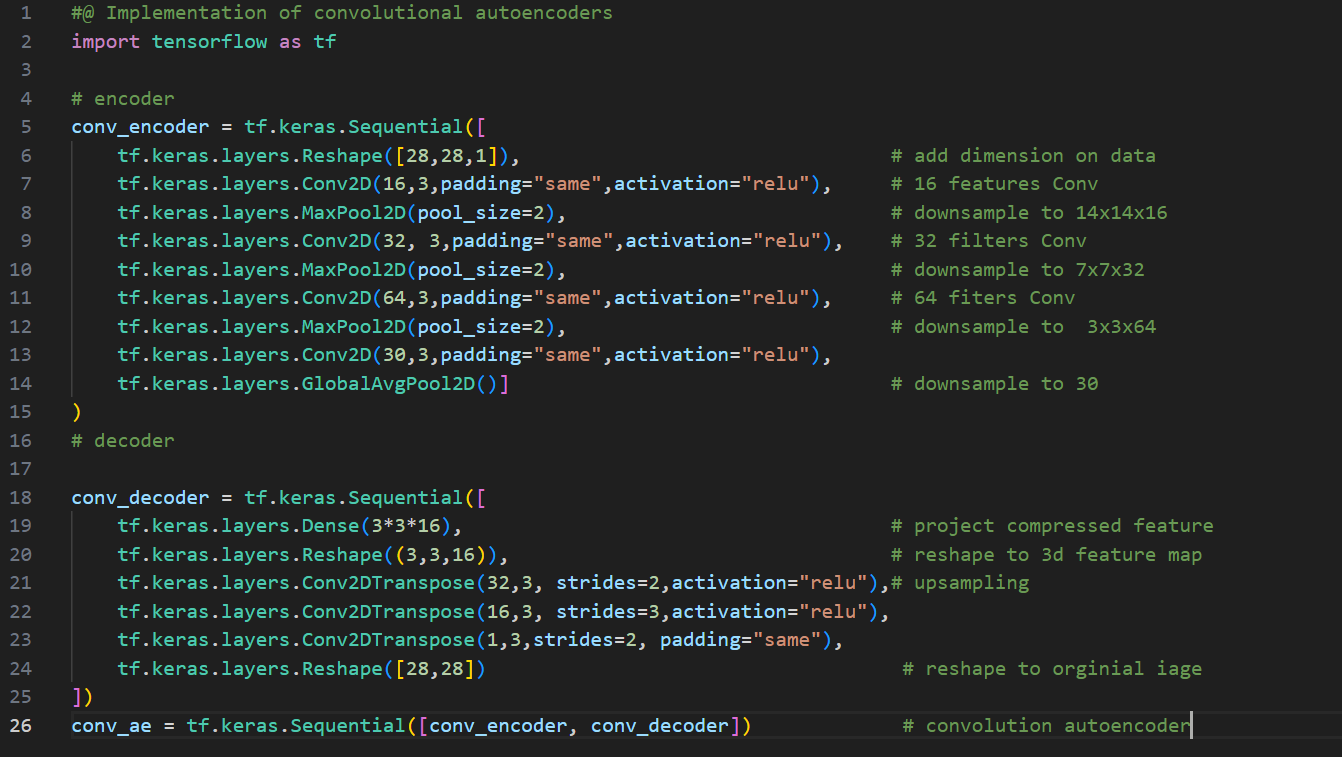 1 #@ Implementation of convolutional autoencoders
2 import tensorflow as tf
3
4 # encoder
5 conv_encoder = tf.keras.Sequential([
6 tf.keras.layers.Reshape([28,28,1]), # add dimension on data
7 tf.keras.layers.Conv2D(16,3,padding="same",activation="relu"), # 16 features Conv
8 tf.keras.layers.MaxPool2D(pool_size=2), # downsample to 14x14x16
9 tf.keras.layers.Conv2D(32, 3,padding="same",activation="relu"), # 32 filters Conv
10 tf.keras.layers.MaxPool2D(pool_size=2), # downsample to 7x7x32
11 tf.keras.layers.Conv2D(64,3,padding="same",activation="relu"), # 64 fiters Conv
12 tf.keras.layers.MaxPool2D(pool_size=2), # downsample to  3x3x64
13 tf.keras.layers.Conv2D(30,3,padding="same",activation="relu"),
14 tf.keras.layers.GlobalAvgPool2D()] # downsample to 30
15 )
16 # decoder
17
18 conv_decoder = tf.keras.Sequential([
19 tf.keras.layers.Dense(3*3*16), # project compressed feature
20 tf.keras.layers.Reshape((3,3,16)), # reshape to 3d feature map
21 tf.keras.layers.Conv2DTranspose(32,3, strides=2,activation="relu"),# upsampling
22 tf.keras.layers.Conv2DTranspose(16,3, strides=3,activation="relu"),
23 tf.keras.layers.Conv2DTranspose(1,3,strides=2, padding="same"),
24 tf.keras.layers.Reshape([28,28]) # reshape to orginial iage
25 ])
26 conv_ae = tf.keras.Sequential([conv_encoder, conv_decoder]) # convolution autoencoder